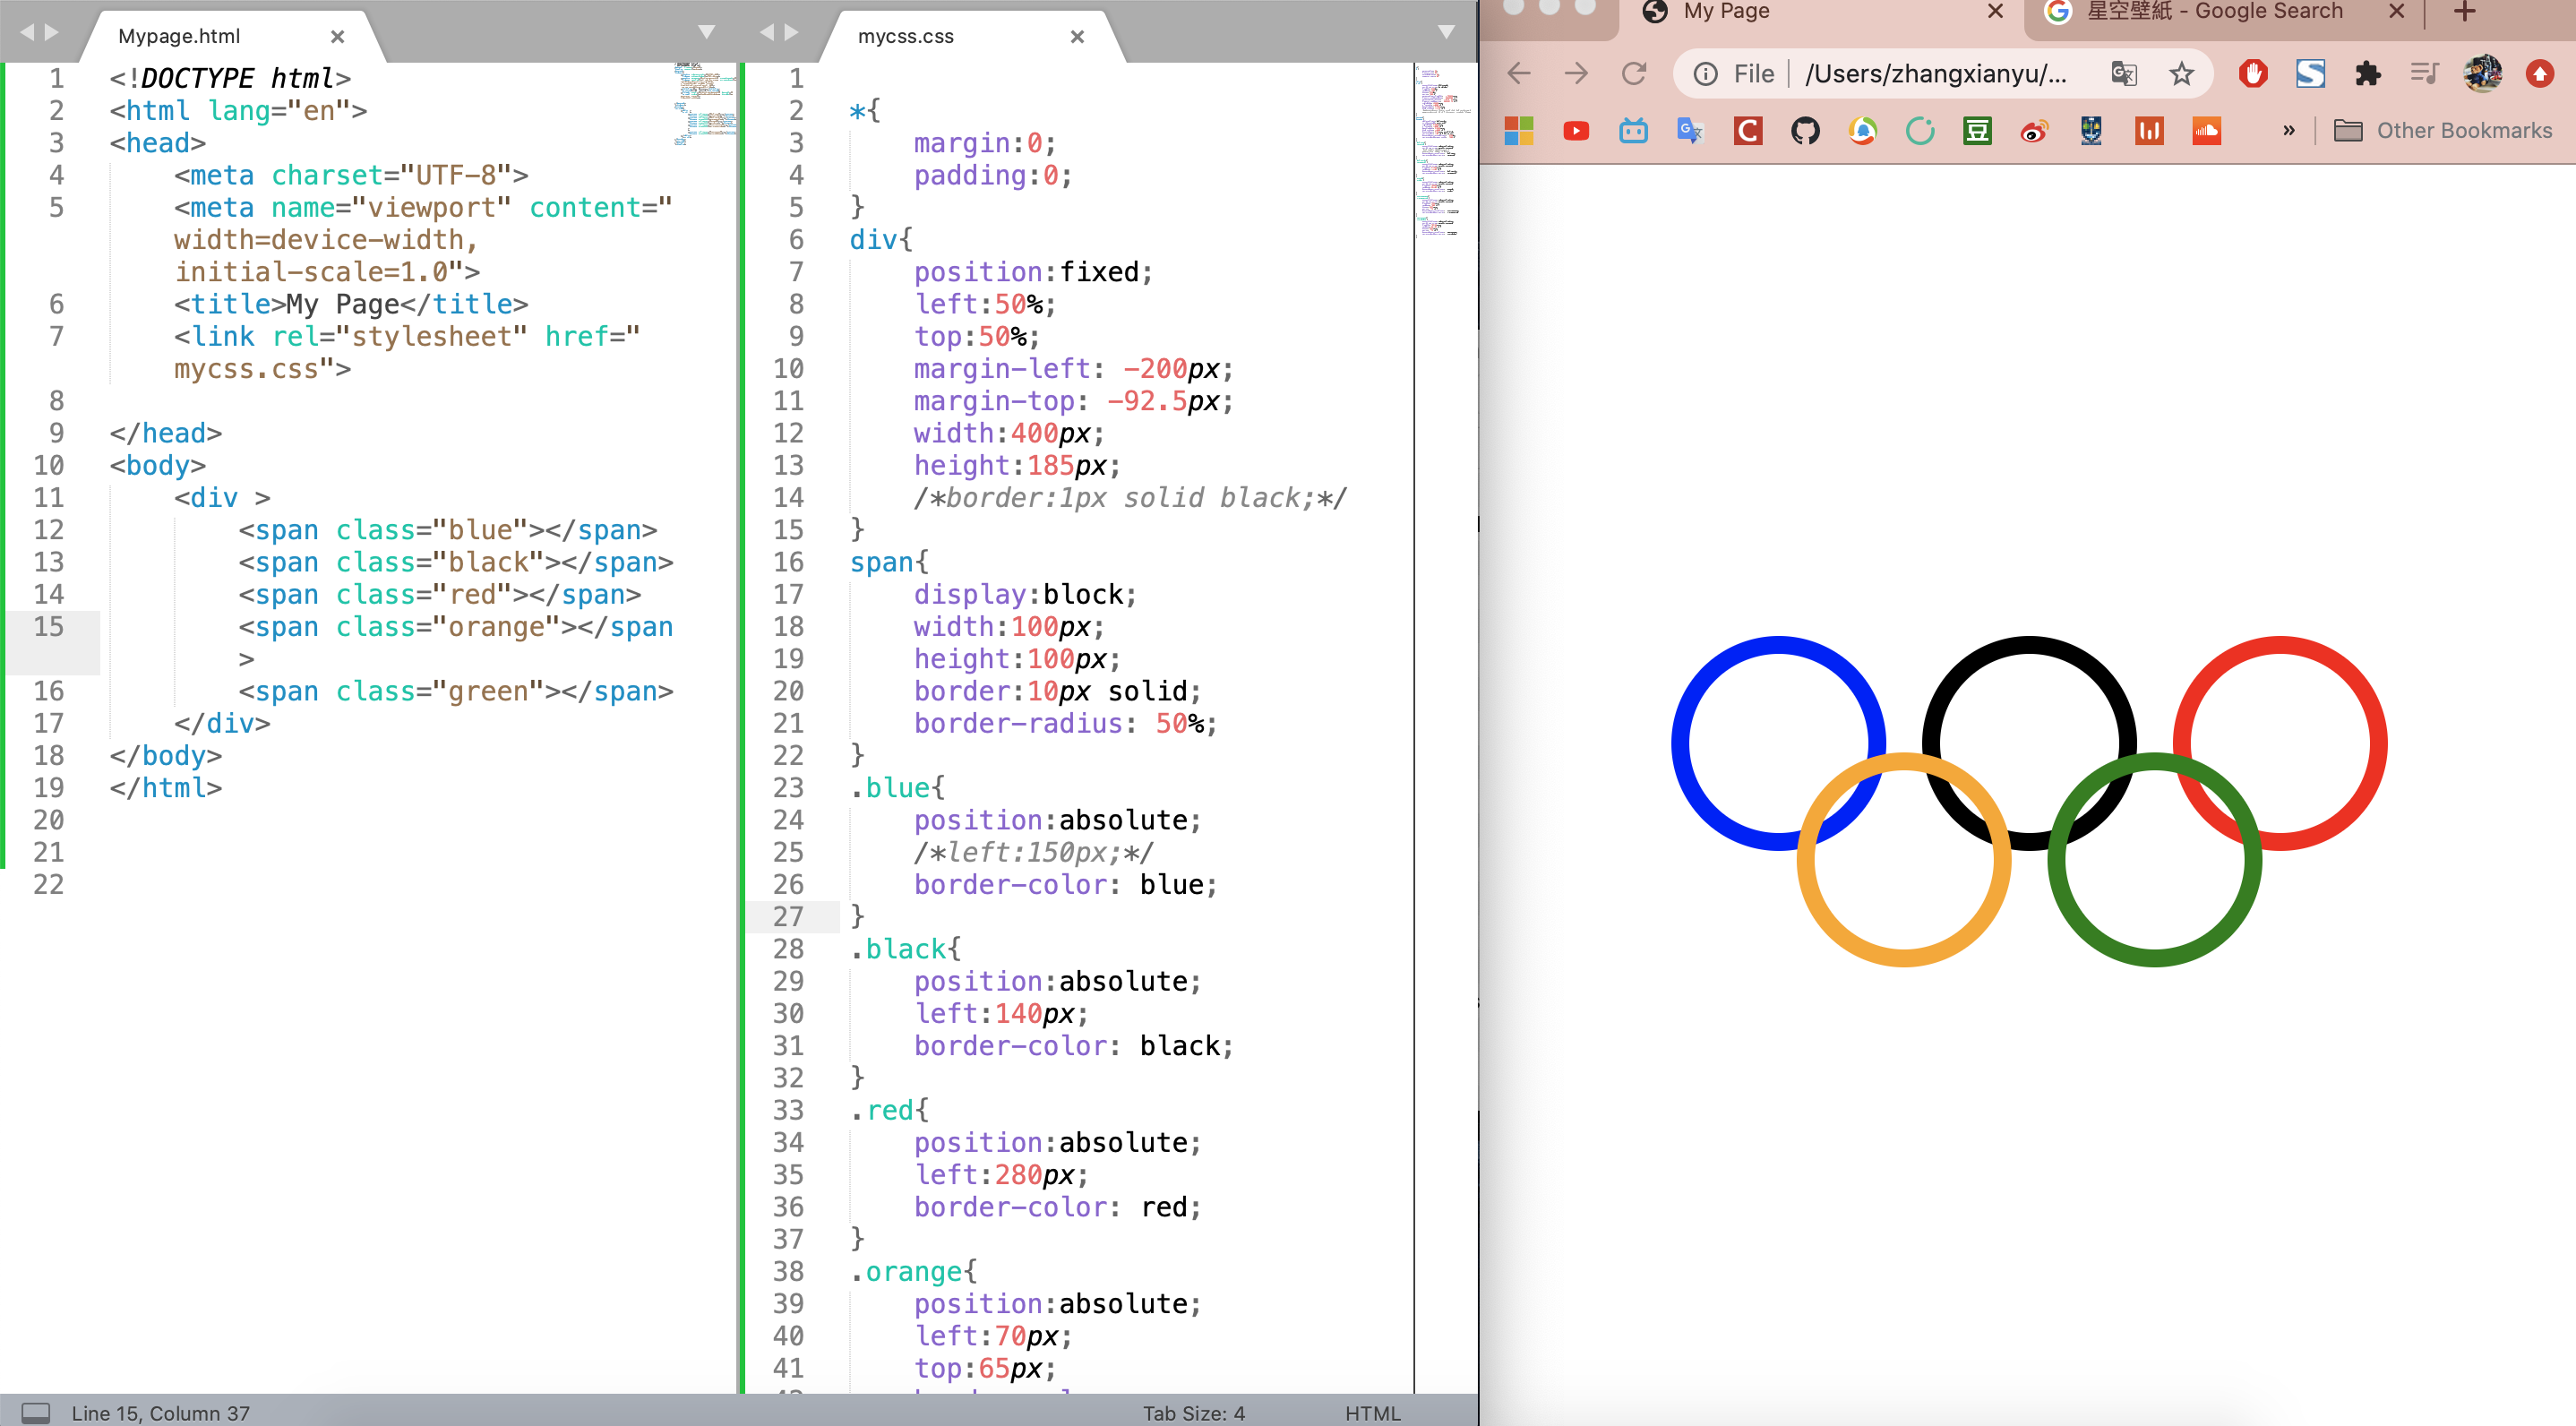 Mypage.html
1 <!DOCTYPE html>
2 <html lang="en">
3 <head>
4 <meta charset="UTF-8">
5 <meta name="viewport" content="
width=device-width,
initial-scale=1.0">
6 <title>My Page</title>
7 <link rel="stylesheet" href="
mycss.css">
8
9 </head>
10 <body>
11 <div >
12 <span class="blue"></span>
13 <span class="black"></span>
14 <span class="red"></span>
15 <span class="orange"></span
>
16 <span class="green"></span>
17 </div>
18 </body>
19 </html>
20
21
22
mycss.css
1
2 *{
3 margin:0;
4 padding:0;
5 }
6 div{
7 position:fixed;
8 left:50%;
9 top:50%;
10 margin-left: -200px;
11 margin-top: -92.5px;
12 width:400px;
13 height:185px;
14 /*border:1px solid black;*/
15 }
16 span{
17 display:block;
18 width:100px;
19 height:100px;
20 border:10px solid;
21 border-radius: 50%;
22 }
23 .blue{
24 position:absolute;
25 /*left:150px;*/
26 border-color: blue;
27 }
28 .black{
29 position:absolute;
30 left:140px;
31 border-color: black;
32 }
33 .red{
34 position:absolute;
35 left:280px;
36 border-color: red;
37 }
38 .orange{
39 position:absolute;
40 left:70px;
41 top:65px;
Line 15, Column 37
Tab Size: 4
HTML
My Page
星空壁紙 - Google Search
File
/Users/zhangxianyu/...
»
Other Bookmarks